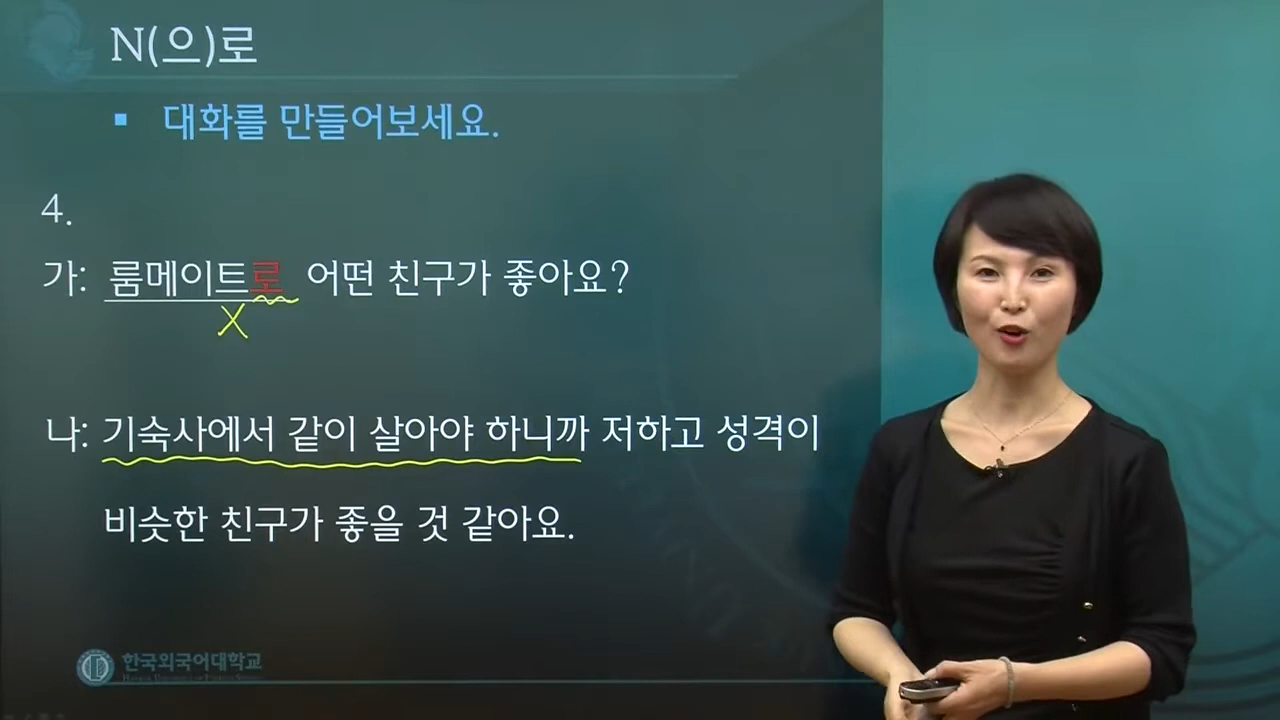 N(으)로
▪ 대화를 만들어보세요.
4.
가: 룸메이트로 어떤 친구가 좋아요?
X
나: 기숙사에서 같이 살아야 하니까 저하고 성격이
비슷한 친구가 좋을 것 같아요.
한국외국어대학교